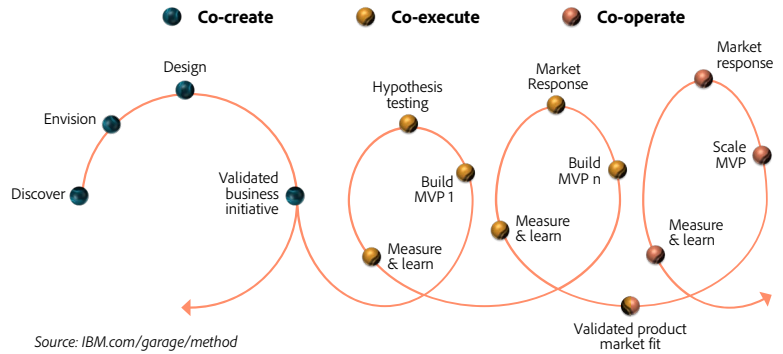 Co-create
Co-execute
Co-operate
Discover
Envision
Design
Validated
business
initiative
Hypothesis
testing
Build
MVP 1
Measure
& learn
Market
Response
Build
MVP n
Measure
& learn
Validated product
market fit
Market
response
Scale
MVP
Measure
& learn
Source: IBM.com/garage/method